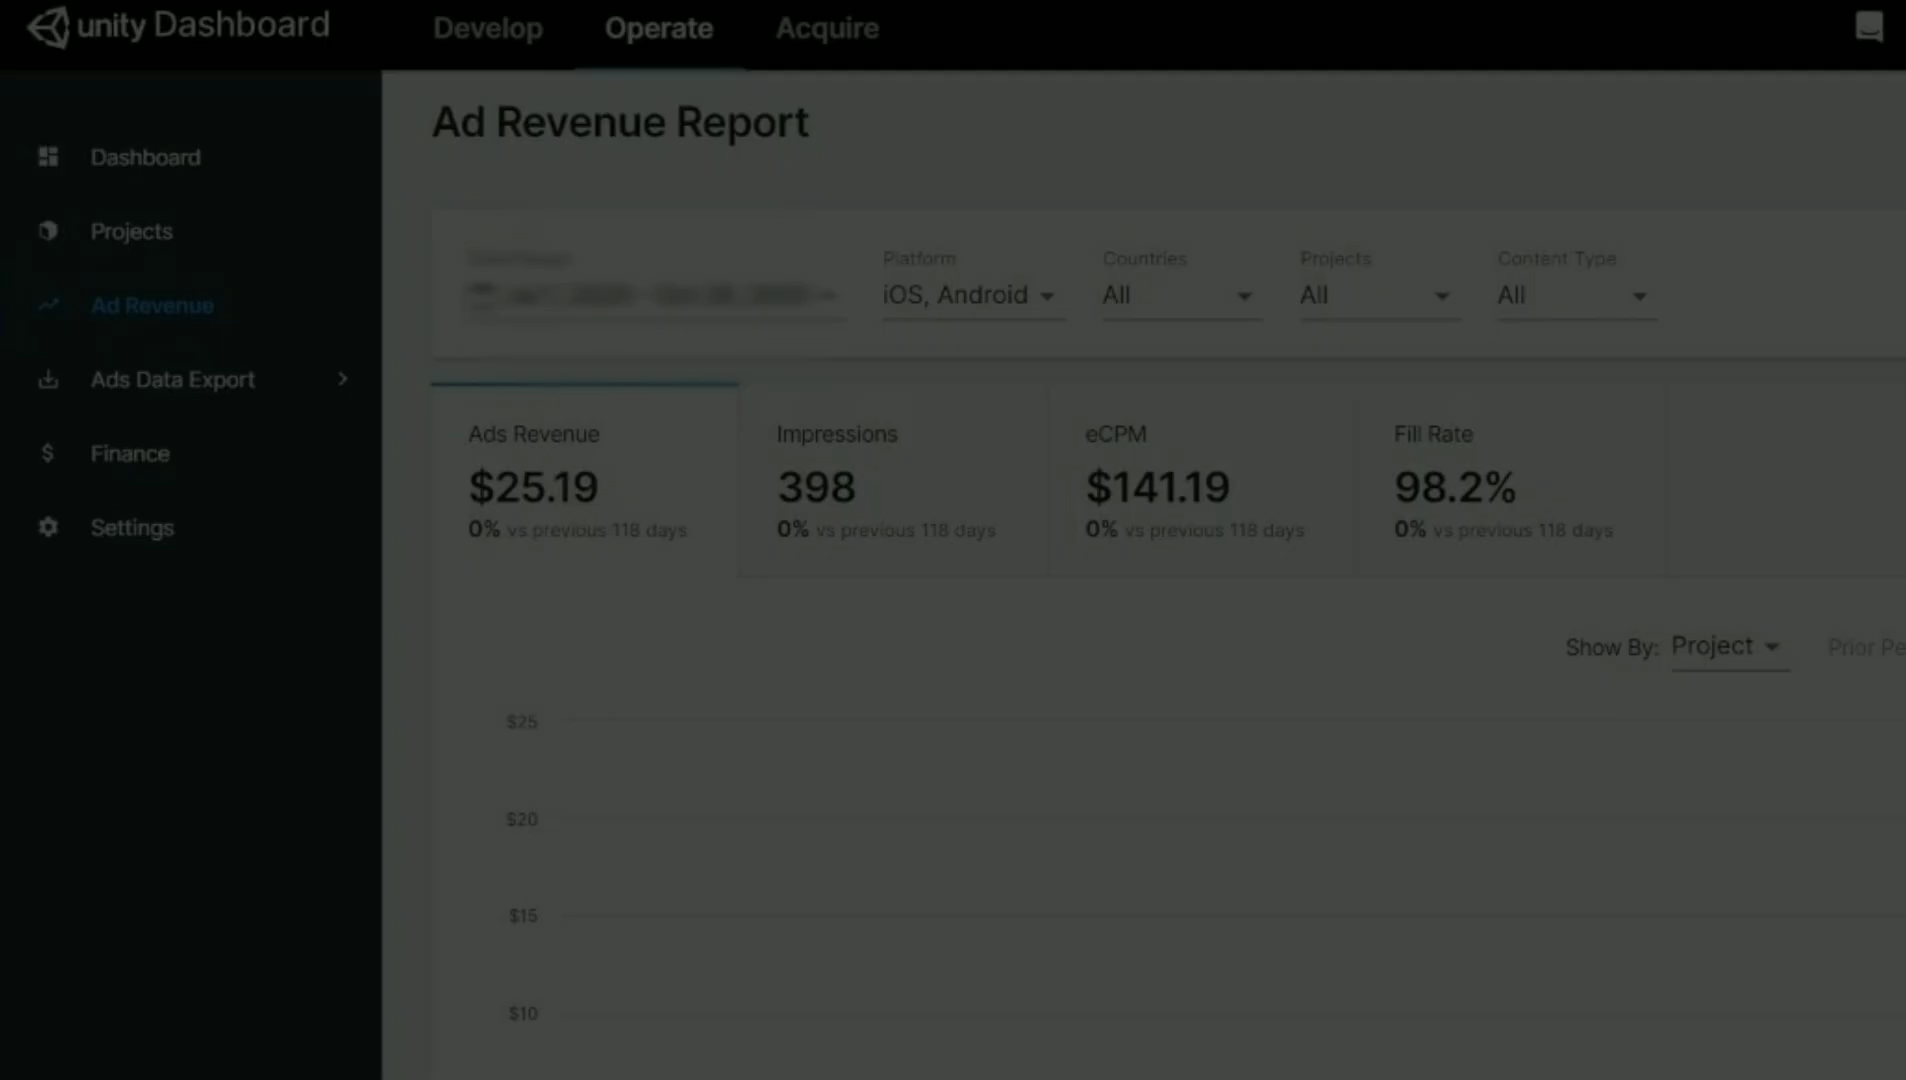 unity Dashboard
Develop
Operate
Acquire
Dashboard
Projects
Ad Revenue
Ads Data Export
Finance
Settings
Ad Revenue Report
Platform
iOS, Android
Countries
All
Projects
All
Content Type
All
Ads Revenue
$25.19
0% vs previous 118 days
Impressions
398
0% vs previous 118 days
eCPM
$141.19
0% vs previous 118 days
Fill Rate
98.2%
0% vs previous 118 days
Show By: Project
Prior Pe
$25
$20
$15
$10